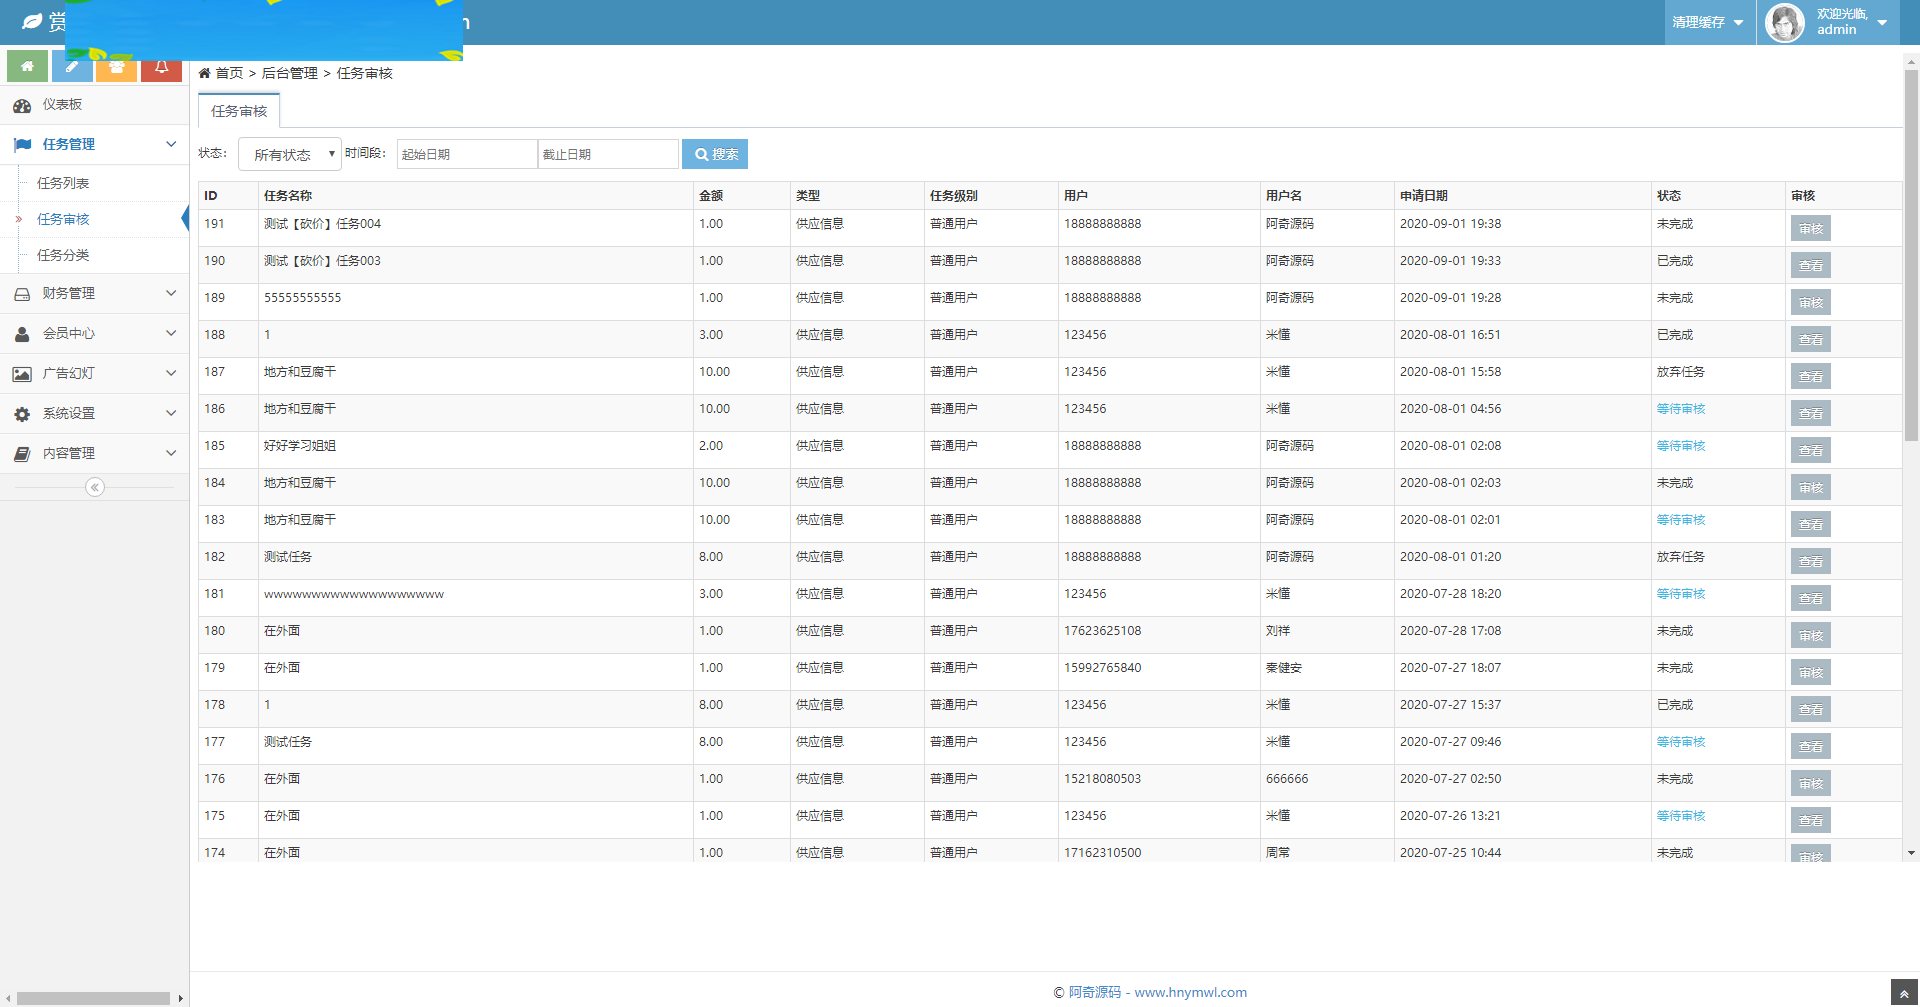 赏
n
清理缓存
欢迎光临,
admin
首页 > 后台管理 > 任务审核
仪表板
任务管理
任务列表
任务审核
任务分类
财务管理
会员中心
广告幻灯
系统设置
内容管理
任务审核
状态： 所有状态 时间段： 起始日期 截止日期 搜索
ID 任务名称 金额 类型 任务级别 用户 用户名 申请日期 状态 审核
191 测试【砍价】任务004 1.00 供应信息 普通用户 18888888888 阿奇源码 2020-09-01 19:38 未完成 审核
190 测试【砍价】任务003 1.00 供应信息 普通用户 18888888888 阿奇源码 2020-09-01 19:33 已完成 查看
189 55555555555 1.00 供应信息 普通用户 18888888888 阿奇源码 2020-09-01 19:28 未完成 审核
188 1 3.00 供应信息 普通用户 123456 米懂 2020-08-01 16:51 已完成 查看
187 地方和豆腐干 10.00 供应信息 普通用户 123456 米懂 2020-08-01 15:58 放弃任务 查看
186 地方和豆腐干 10.00 供应信息 普通用户 123456 米懂 2020-08-01 04:56 等待审核 查看
185 好好学习姐姐 2.00 供应信息 普通用户 18888888888 阿奇源码 2020-08-01 02:08 等待审核 查看
184 地方和豆腐干 10.00 供应信息 普通用户 18888888888 阿奇源码 2020-08-01 02:03 未完成 审核
183 地方和豆腐干 10.00 供应信息 普通用户 18888888888 阿奇源码 2020-08-01 02:01 等待审核 查看
182 测试任务 8.00 供应信息 普通用户 18888888888 阿奇源码 2020-08-01 01:20 放弃任务 查看
181 wwwwwwwwwwwwwwwwwww 3.00 供应信息 普通用户 123456 米懂 2020-07-28 18:20 等待审核 查看
180 在外面 1.00 供应信息 普通用户 17623625108 刘祥 2020-07-28 17:08 未完成 审核
179 在外面 1.00 供应信息 普通用户 15992765840 秦健安 2020-07-27 18:07 未完成 审核
178 1 8.00 供应信息 普通用户 123456 米懂 2020-07-27 15:37 已完成 查看
177 测试任务 8.00 供应信息 普通用户 123456 米懂 2020-07-27 09:46 等待审核 查看
176 在外面 1.00 供应信息 普通用户 15218080503 666666 2020-07-27 02:50 未完成 审核
175 在外面 1.00 供应信息 普通用户 123456 米懂 2020-07-26 13:21 等待审核 查看
174 在外面 1.00 供应信息 普通用户 17162310500 周常 2020-07-25 10:44 未完成 审核
© 阿奇源码 - www.hnymwl.com